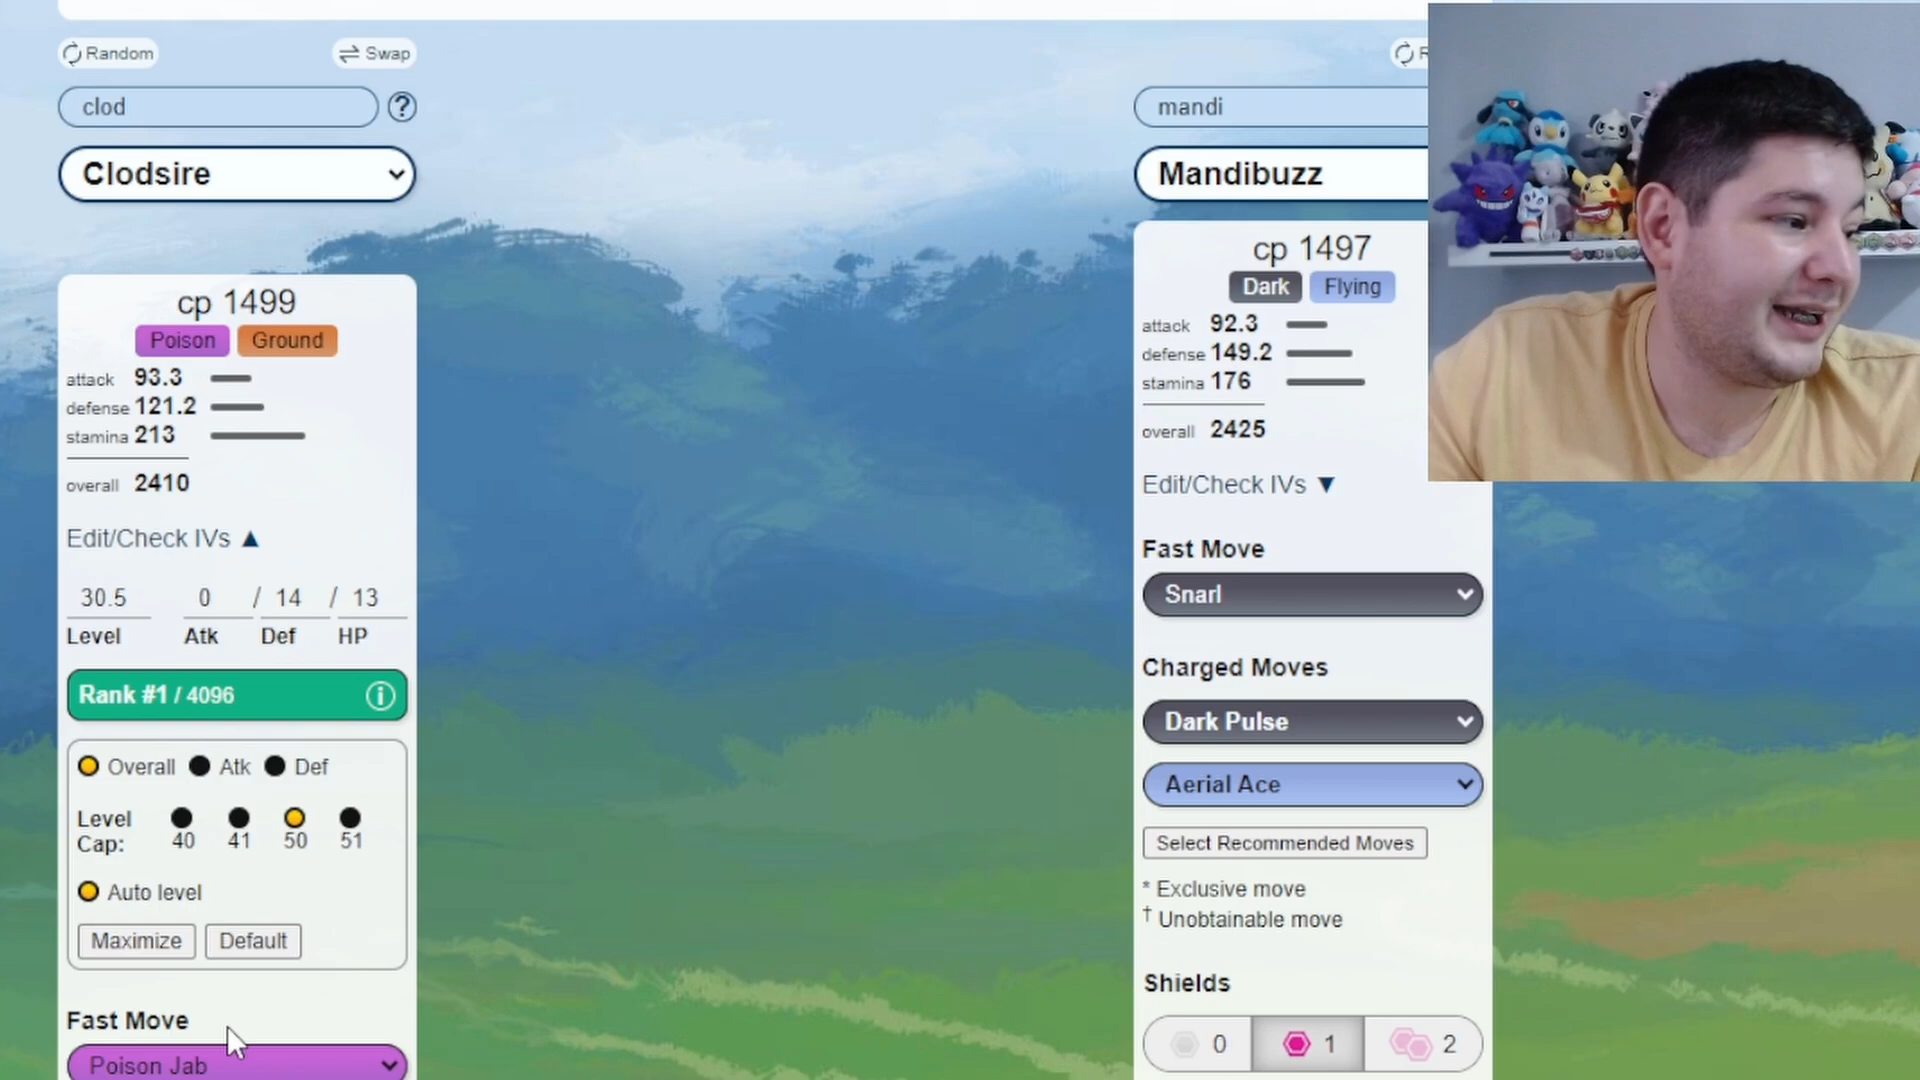 Random
Swap
clod
?
Clodsire
cp 1499
Poison Ground
attack 93.3
defense 121.2
stamina 213
overall 2410
Edit/Check IVs ▲
30.5 0 / 14 / 13
Level Atk Def HP
Rank #1 / 4096 i
Overall Atk Def
Level Cap: 40 41 50 51
Auto level
Maximize Default
Fast Move
Poison Jab
mandi
Mandibuzz
cp 1497
Dark Flying
attack 92.3
defense 149.2
stamina 176
overall 2425
Edit/Check IVs ▼
Fast Move
Snarl
Charged Moves
Dark Pulse
Aerial Ace
Select Recommended Moves
* Exclusive move
† Unobtainable move
Shields
0 1 2